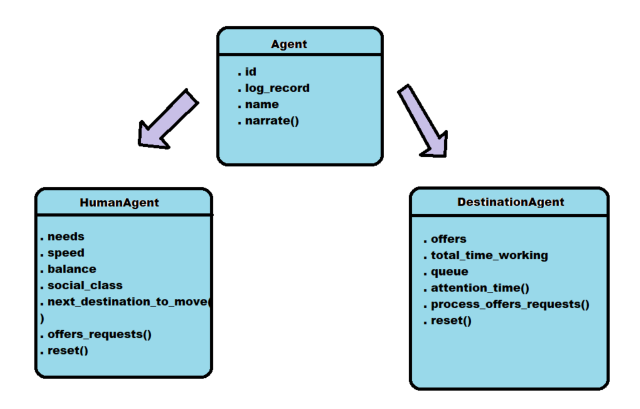 Agent
. id
. log_record
. name
. narrate()
HumanAgent
. needs
. speed
. balance
. social_class
. next_destination_to_move(
)
. offers_requests()
. reset()
DestinationAgent
. offers
. total_time_working
. queue
. attention_time()
. process_offers_requests()
. reset()